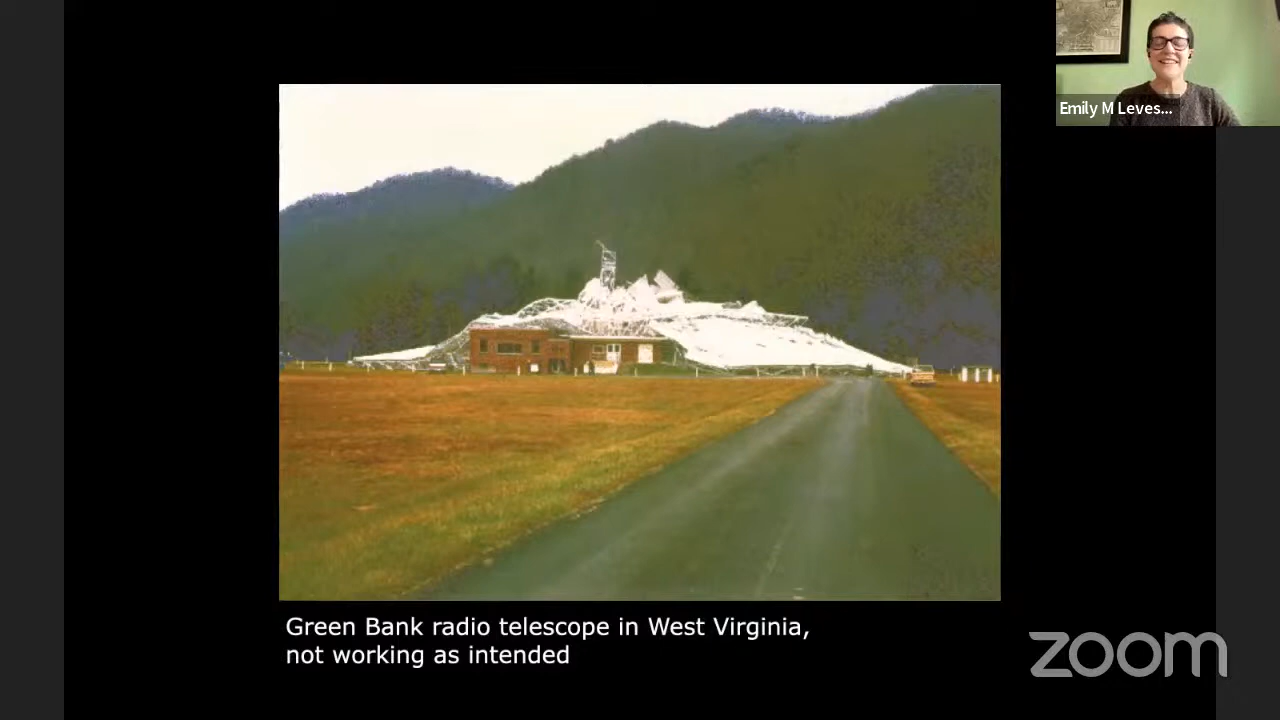 Emily M Leves...
Green Bank radio telescope in West Virginia,
not working as intended
zoom